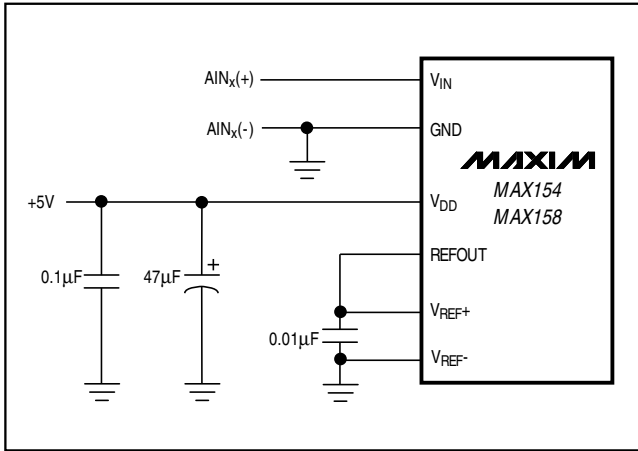 AINx(+)
VIN
AINx(-)
GND
MAXIM
MAX154
MAX158
+5V
VDD
REFOUT
0.1µF
47µF
+
VREF+
0.01µF
VREF-